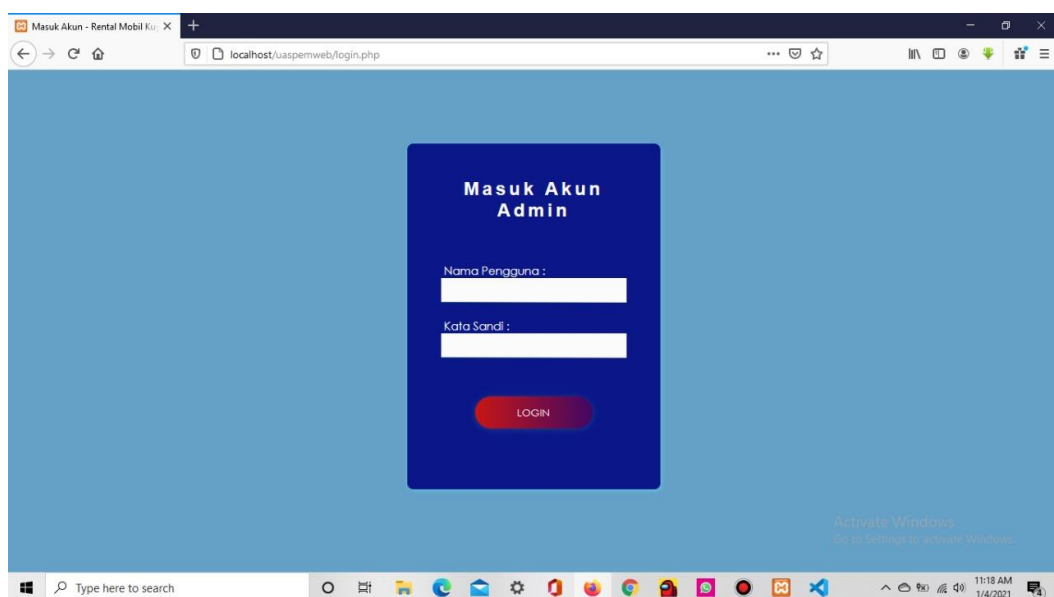 Masuk Akun - Rental Mobil Ku
localhost/uaspemweb/login.php
Masuk Akun
Admin
Nama Pengguna :
Kata Sandi :
LOGIN
Activate Windows
Go to Settings to activate Windows.
Type here to search
11:18 AM
1/4/2021